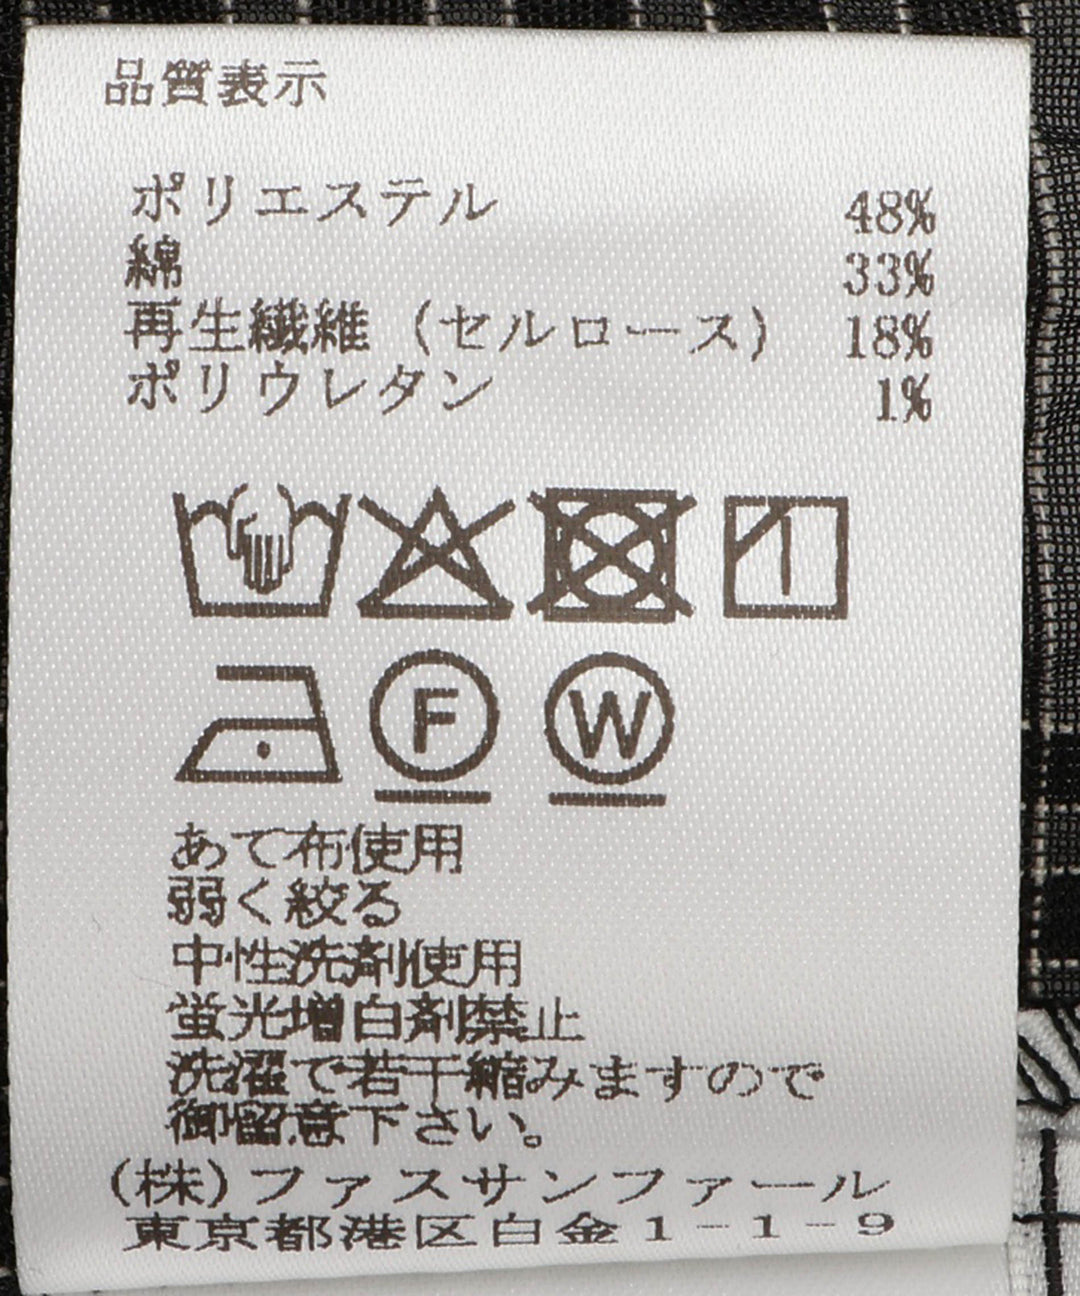 品質表示
ポリエステル 48%
綿 33%
再生繊維（セルロース） 18%
ポリウレタン 1%
F W
あて布使用
弱く絞る
中性洗剤使用
蛍光増白剤禁止
洗濯で若干縮みますので
御留意下さい。
(株)ファスサンファール
東京都港区白金1-1-9